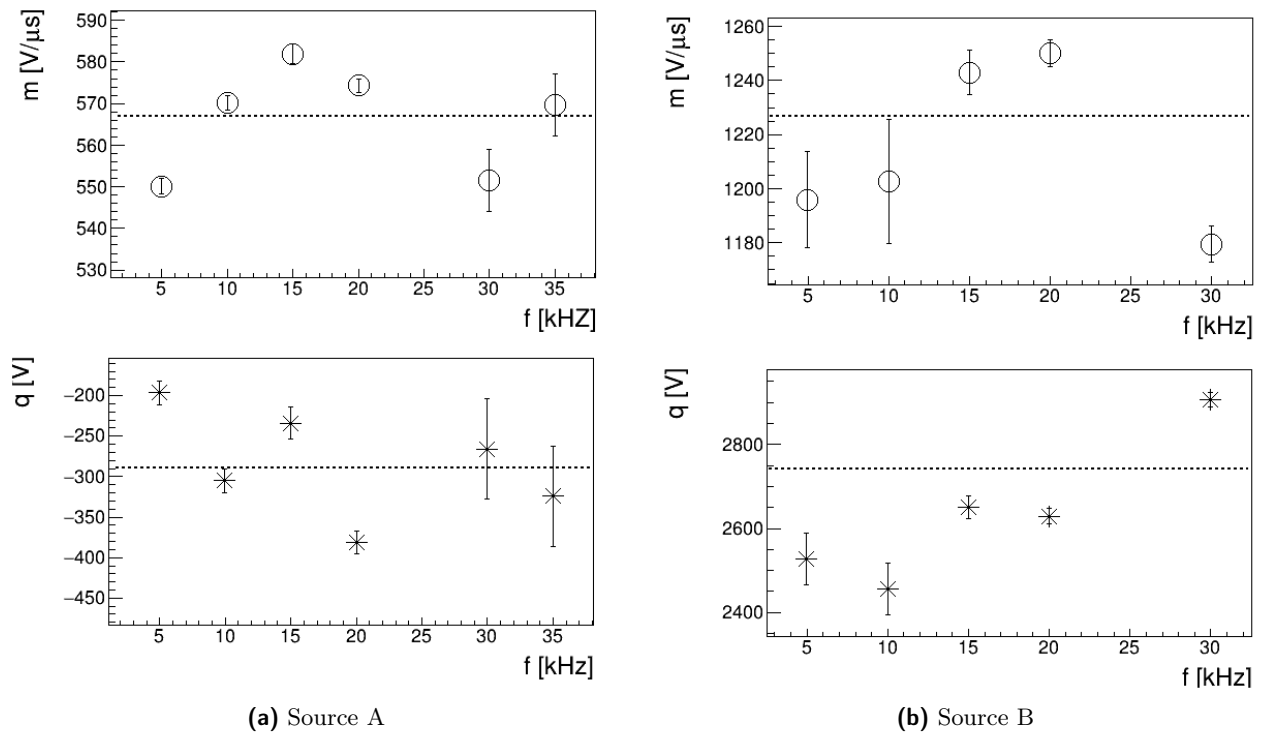 m [V/μs]
590
580
570
560
550
540
530
5 10 15 20 25 30 35
f [kHZ]
m [V/μs]
1260
1240
1220
1200
1180
5 10 15 20 25 30
f [kHz]
q [V]
−200
−250
−300
−350
−400
−450
5 10 15 20 25 30 35
f [kHz]
q [V]
2800
2600
2400
5 10 15 20 25 30
f [kHz]
(a) Source A
(b) Source B